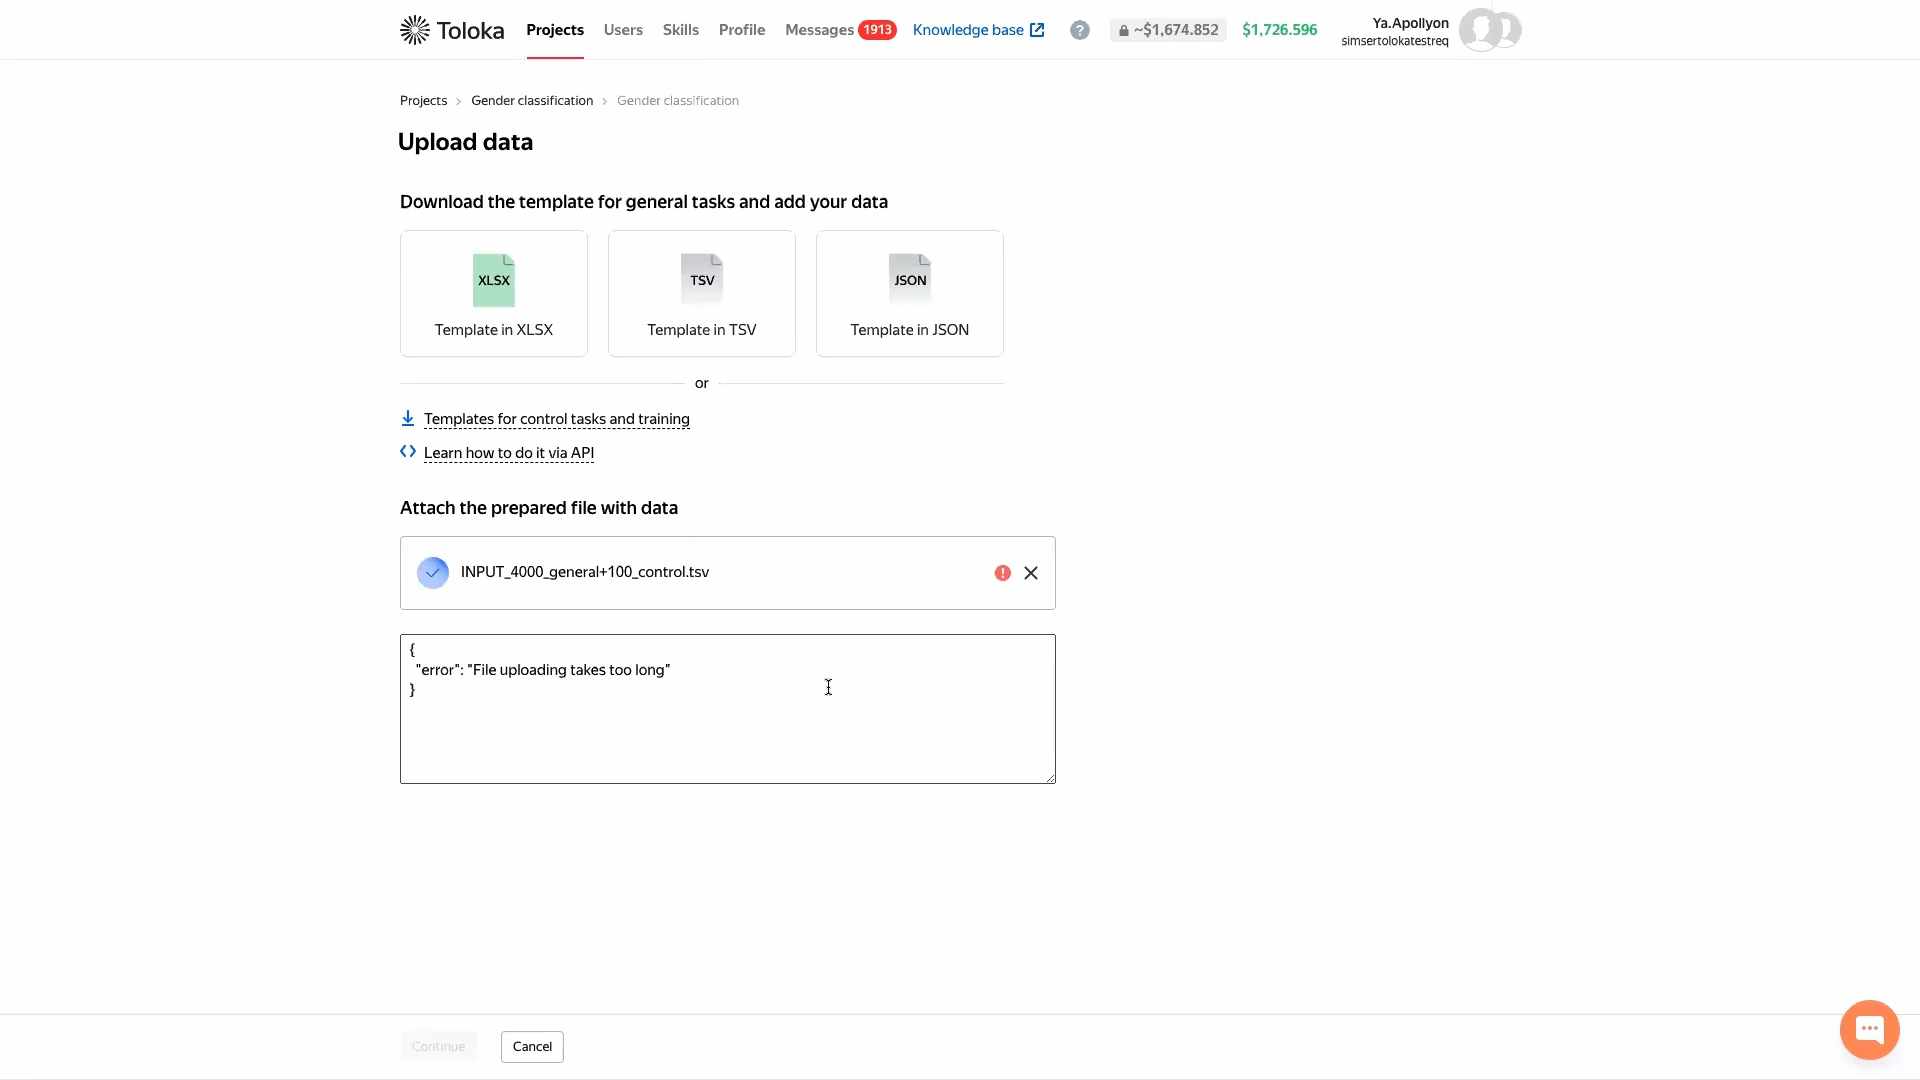 Toloka
Projects
Users
Skills
Profile
Messages 1913
Knowledge base
?
~$1,674.852
$1,726.596
Ya.Apollyon
simsertolokatestreq
Projects > Gender classification > Gender classification
Upload data
Download the template for general tasks and add your data
XLSX
Template in XLSX
TSV
Template in TSV
JSON
Template in JSON
or
Templates for control tasks and training
Learn how to do it via API
Attach the prepared file with data
INPUT_4000_general+100_control.tsv
{
"error": "File uploading takes too long"
}
Continue
Cancel